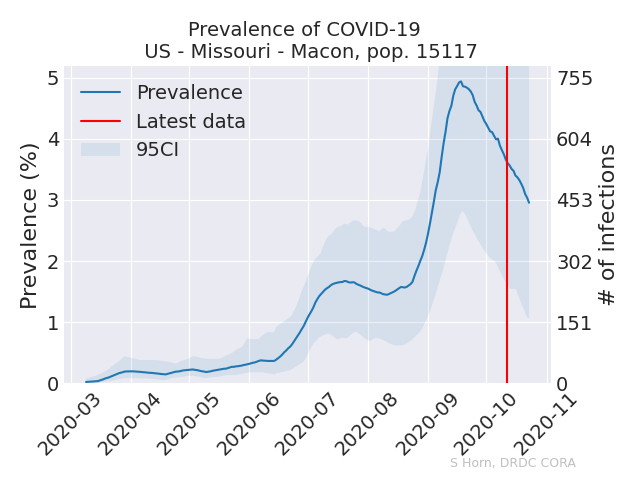 Prevalence of COVID-19
US - Missouri - Macon, pop. 15117
Prevalence
Latest data
95CI
Prevalence (%)
5
4
3
2
1
0
755
604
453
302
151
0
# of infections
2020-03
2020-04
2020-05
2020-06
2020-07
2020-08
2020-09
2020-10
2020-11
S Horn, DRDC CORA